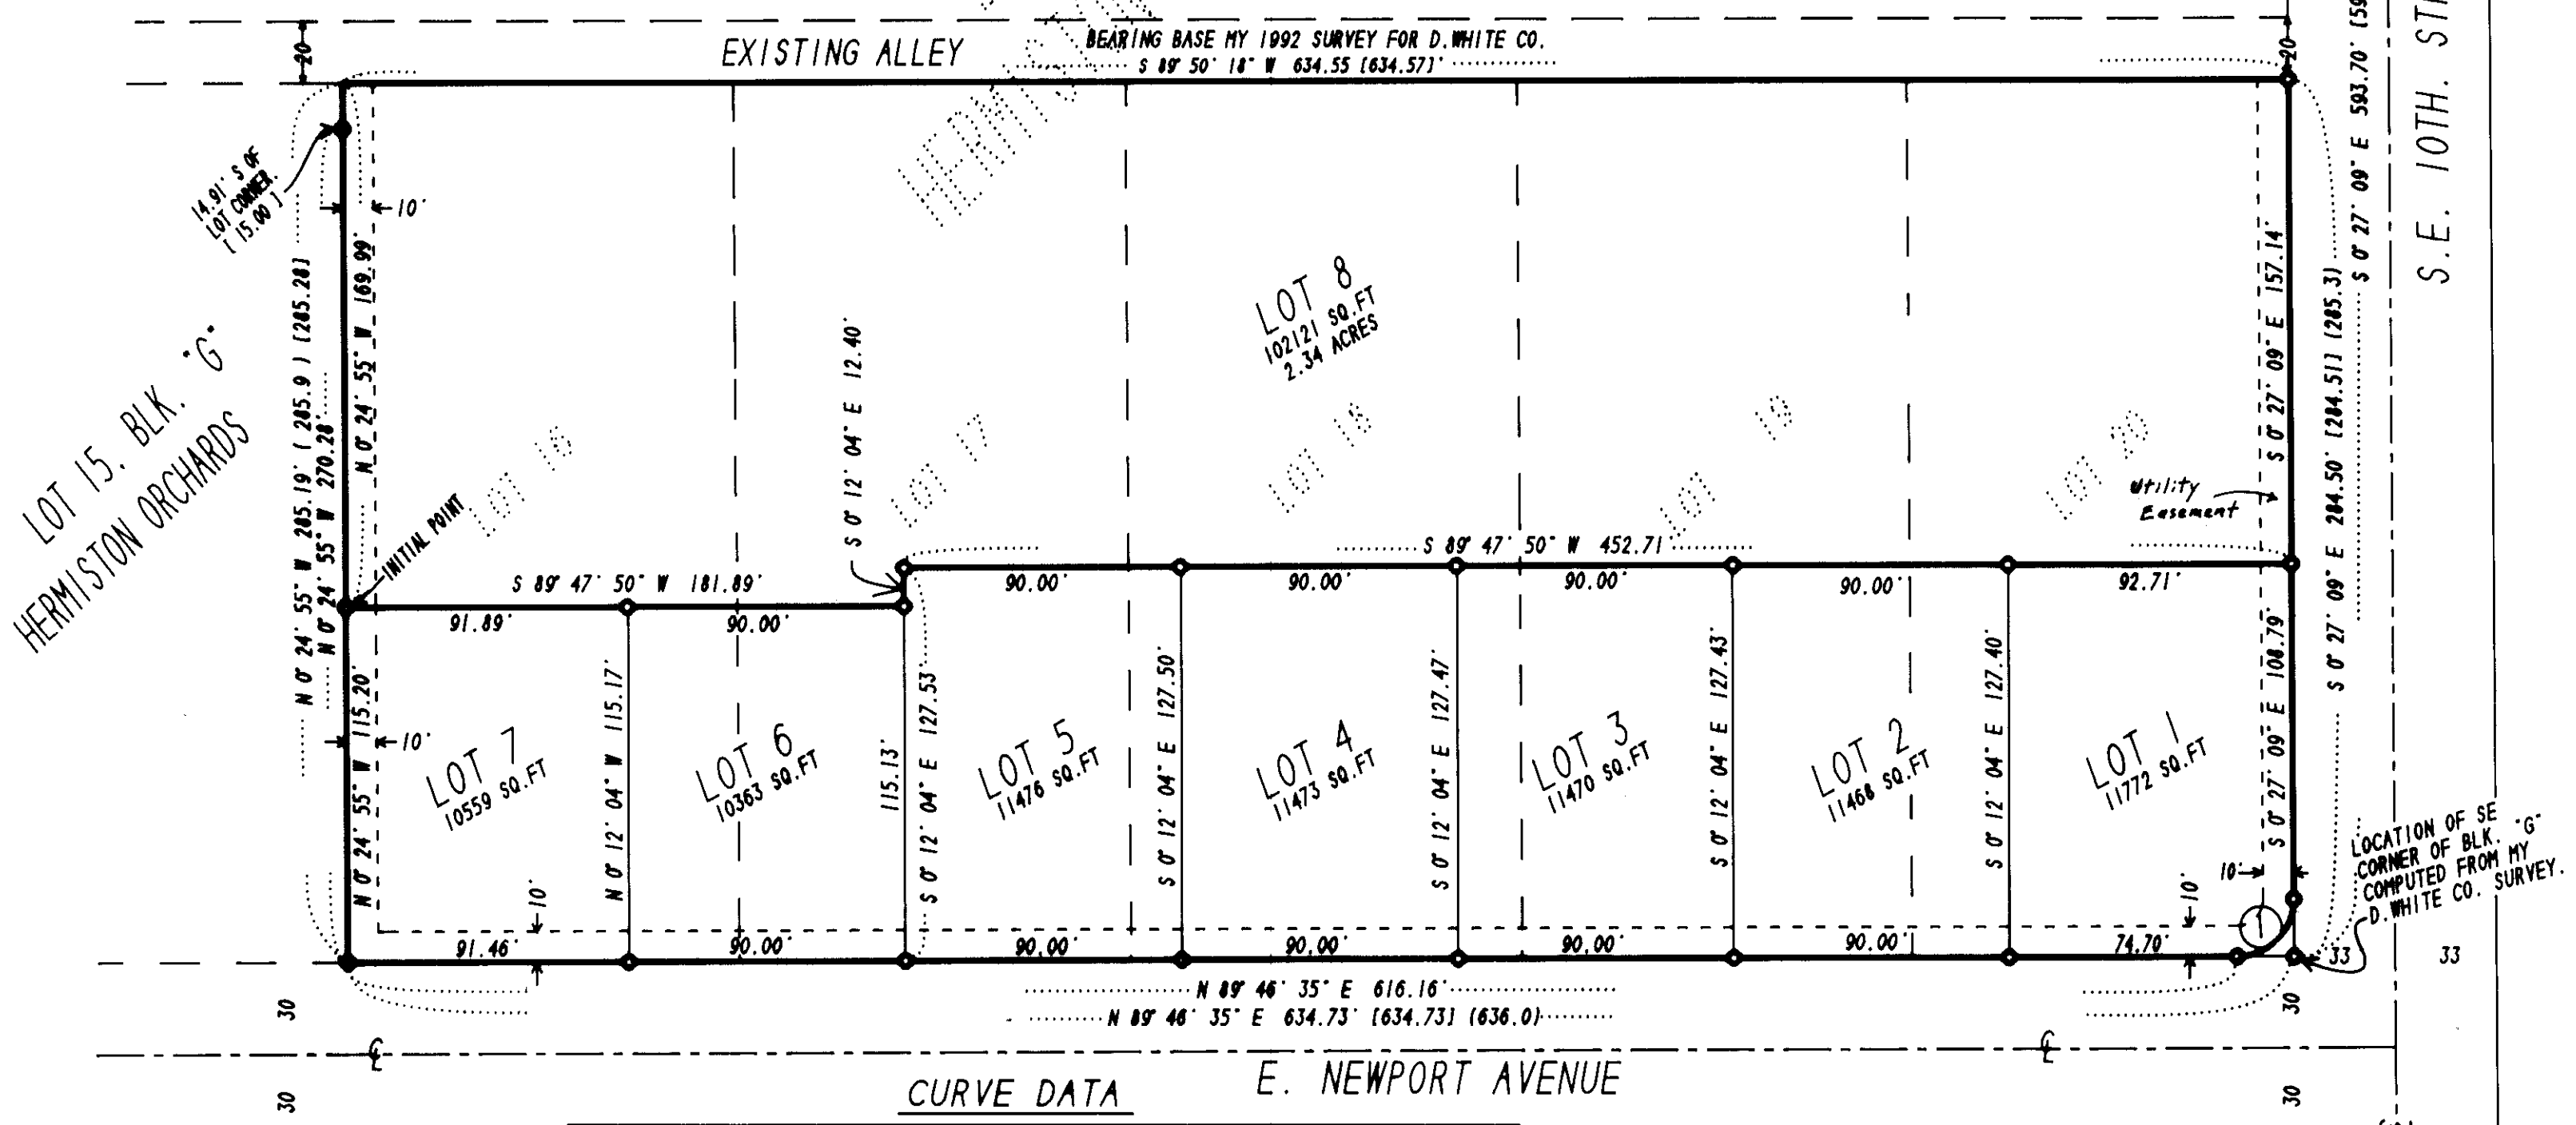 EXISTING ALLEY
BEARING BASE MY 1992 SURVEY FOR D.WHITE CO.
S 89° 50' 18" W 634.55 [634.57]'
20
20
S 0° 27' 09" E 593.70' [59
S.E. 10TH. ST
14.91' S OF
LOT CORNER.
[ 15.00 ]
10'
LOT 15. BLK. "G"
HERMISTON ORCHARDS
N 0° 24' 55" W 285.19' ( 285.9 ) [285.28]
N 0° 24' 55" W 270.28'
N 0° 24' 55" W 169.99'
INITIAL POINT
LOT 16
LOT 17
LOT 18
LOT 19
LOT 20
S 0° 12' 04" E 12.40'
LOT 8
102121 SQ.FT
2.34 ACRES
S 0° 27' 09" E 157.14'
S 0° 27' 09" E 284.50' [284.51] (285.3)
Utility
Easement
S 89° 47' 50" W 181.89'
S 89° 47' 50" W 452.71'
91.89'
90.00'
90.00'
90.00'
90.00'
90.00'
92.71'
N 0° 24' 55" W 115.20'
10'
LOT 7
10559 SQ.FT
N 0° 12' 04" W 115.17'
LOT 6
10363 SQ.FT
115.13'
S 0° 12' 04" E 127.53'
LOT 5
11476 SQ.FT
S 0° 12' 04" E 127.50'
LOT 4
11473 SQ.FT
S 0° 12' 04" E 127.47'
LOT 3
11470 SQ.FT
S 0° 12' 04" E 127.43'
LOT 2
11468 SQ.FT
S 0° 12' 04" E 127.40'
LOT 1
11772 SQ.FT
S 0° 27' 09" E 108.79'
LOCATION OF SE
CORNER OF BLK. "G"
COMPUTED FROM MY
D.WHITE CO. SURVEY.
10'
10'
10'
1
91.46'
90.00'
90.00'
90.00'
90.00'
90.00'
74.70'
33
33
N 89° 46' 35" E 616.16'
N 89° 46' 35" E 634.73' [634.73] (636.0)
30
30
30
30
E. NEWPORT AVENUE
CURVE DATA